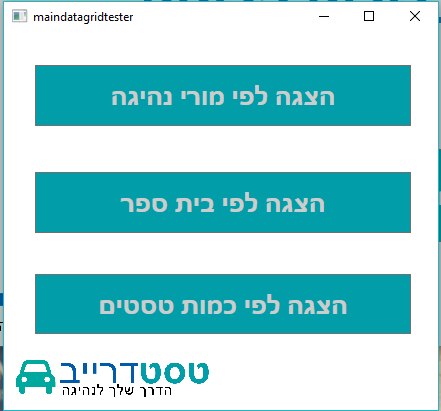 maindatagridtester
הצגה לפי מורי נהיגה
הצגה לפי בית ספר
הצגה לפי כמות טסטים
טסטדרייב
הדרך שלך לנהיגה